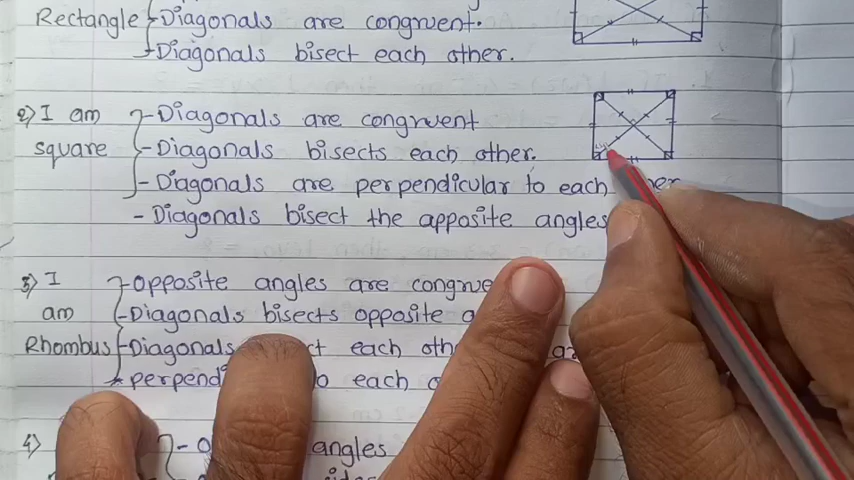 Rectangle - Diagonals are congruent.
- Diagonals bisect each other.
2) I am square - Diagonals are congruent
- Diagonals bisects each other.
- Diagonals are perpendicular to each
- Diagonals bisect the apposite angles
3) I am Rhombus - opposite angles are
- Diagonals bisects opposite
- Diagonals each
to each
4) - angles